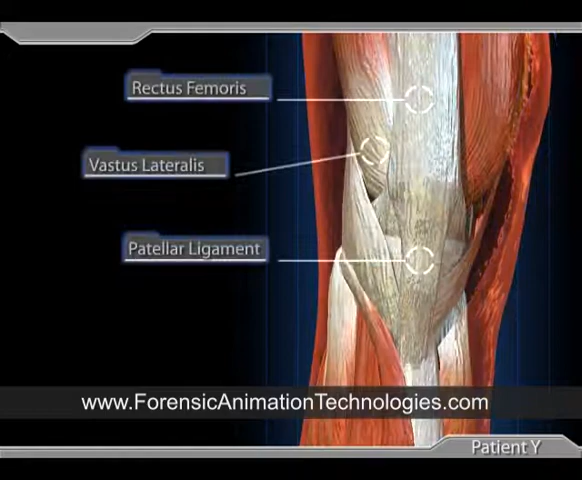 Rectus Femoris
Vastus Lateralis
Patellar Ligament
www.ForensicAnimationTechnologies.com
Patient Y